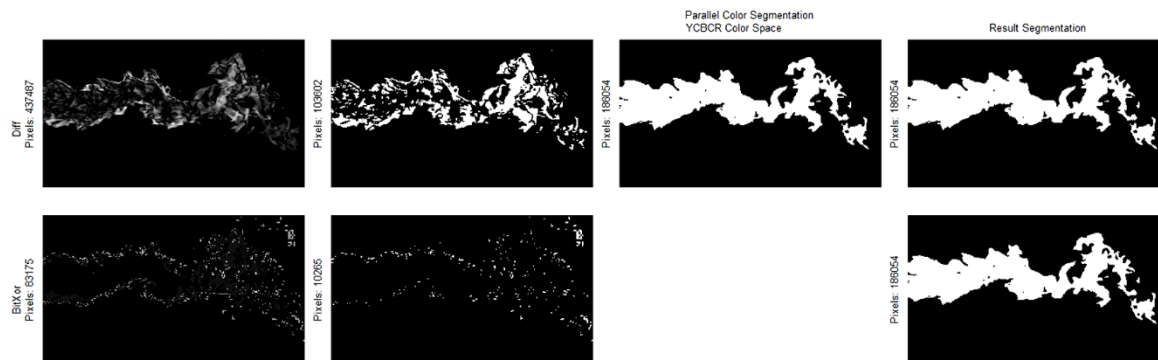 Parallel Color Segmentation
YCBCR Color Space
Result Segmentation
Diff
Pixels: 437487
Pixels: 103602
Pixels: 186054
Pixels: 186054
BitXor
Pixels: 83175
Pixels: 10265
Pixels: 186054